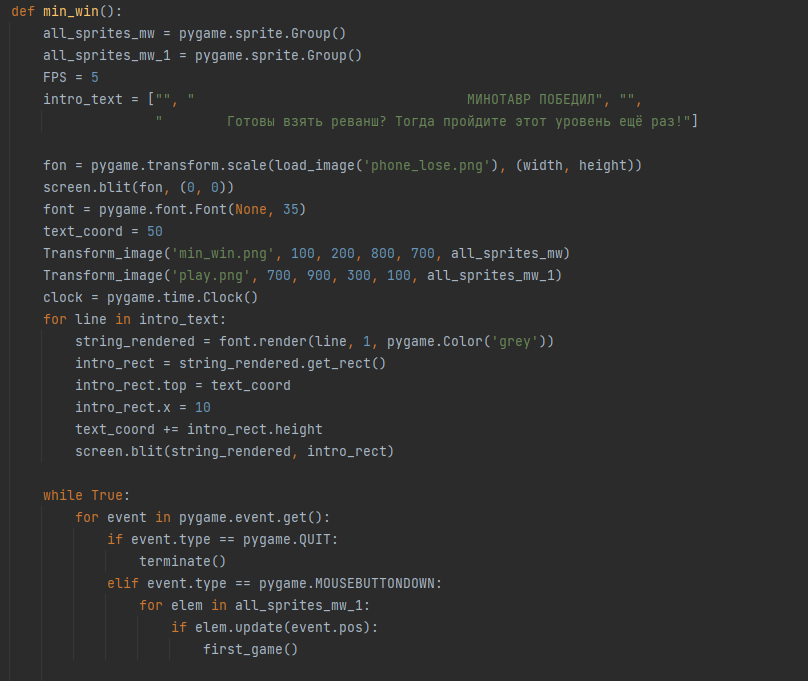 def min_win():
    all_sprites_mw = pygame.sprite.Group()
    all_sprites_mw_1 = pygame.sprite.Group()
    FPS = 5
    intro_text = ["", "                                  МИНОТАВР ПОБЕДИЛ", "",
                  "        Готовы взять реванш? Тогда пройдите этот уровень ещё раз!"]

    fon = pygame.transform.scale(load_image('phone_lose.png'), (width, height))
    screen.blit(fon, (0, 0))
    font = pygame.font.Font(None, 35)
    text_coord = 50
    Transform_image('min_win.png', 100, 200, 800, 700, all_sprites_mw)
    Transform_image('play.png', 700, 900, 300, 100, all_sprites_mw_1)
    clock = pygame.time.Clock()
    for line in intro_text:
        string_rendered = font.render(line, 1, pygame.Color('grey'))
        intro_rect = string_rendered.get_rect()
        intro_rect.top = text_coord
        intro_rect.x = 10
        text_coord += intro_rect.height
        screen.blit(string_rendered, intro_rect)

    while True:
        for event in pygame.event.get():
            if event.type == pygame.QUIT:
                terminate()
            elif event.type == pygame.MOUSEBUTTONDOWN:
                for elem in all_sprites_mw_1:
                    if elem.update(event.pos):
                        first_game()